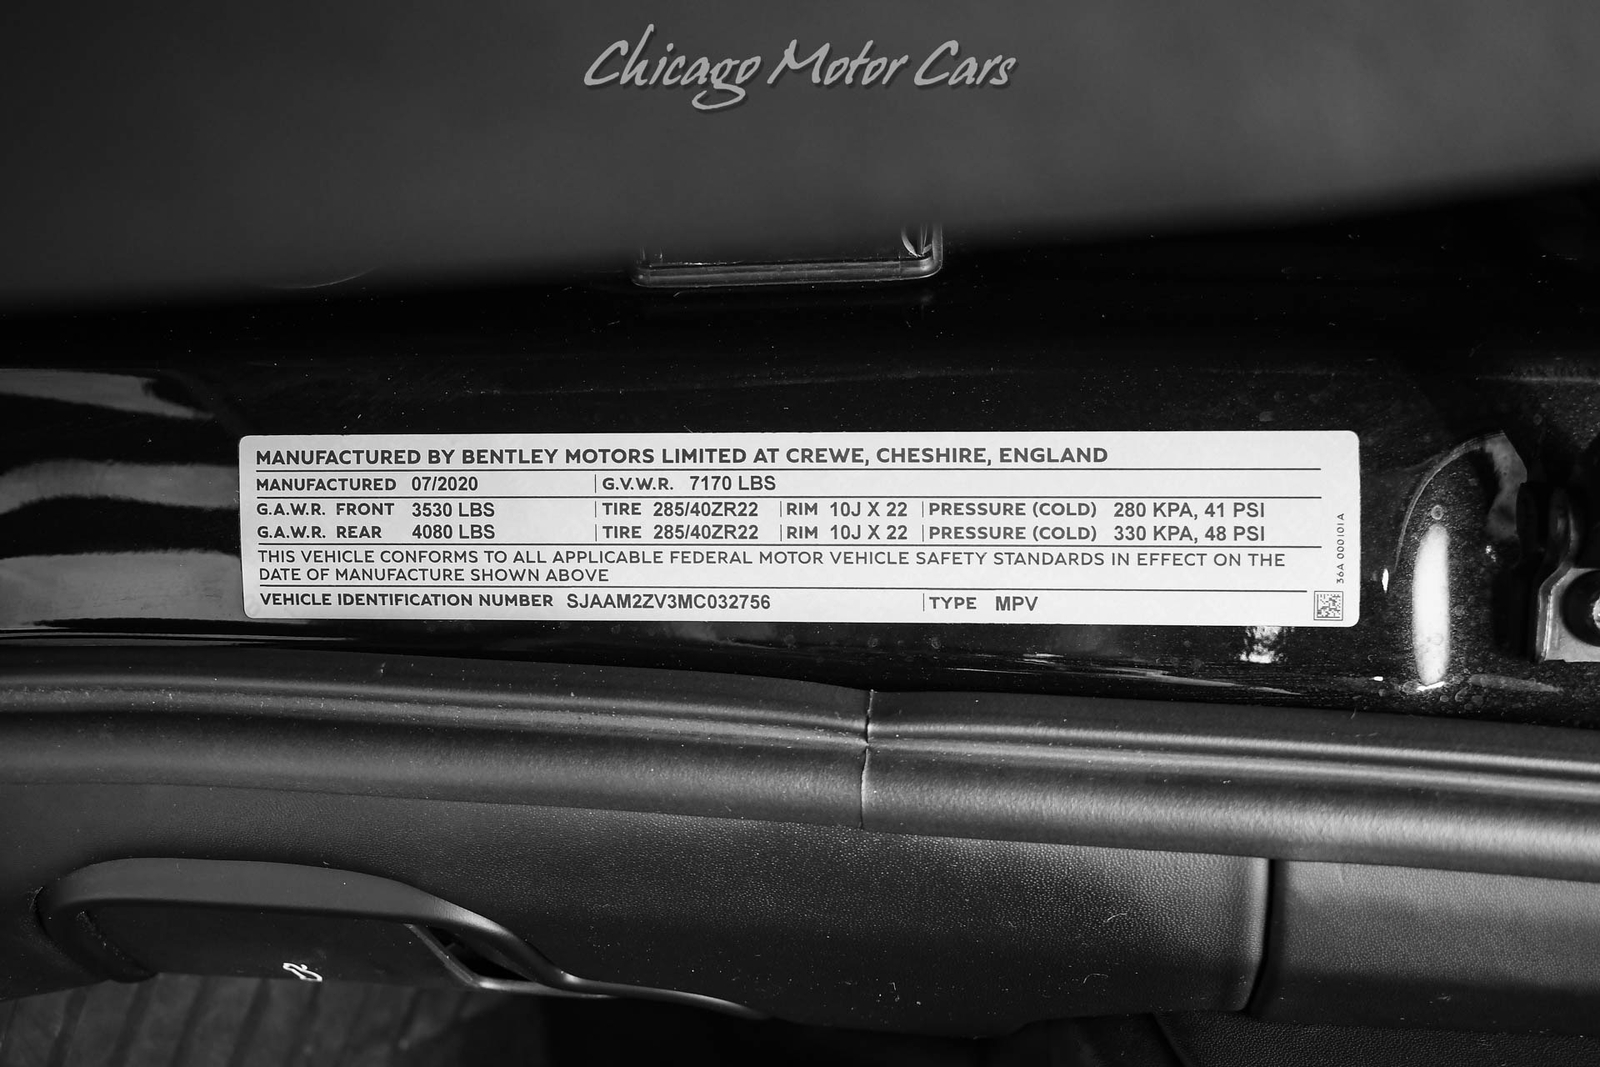 Chicago Motor Cars
MANUFACTURED BY BENTLEY MOTORS LIMITED AT CREWE, CHESHIRE, ENGLAND
MANUFACTURED 07/2020 G.V.W.R. 7170 LBS
G.A.W.R. FRONT 3530 LBS TIRE 285/40ZR22 RIM 10J X 22 PRESSURE (COLD) 280 KPA, 41 PSI
G.A.W.R. REAR 4080 LBS TIRE 285/40ZR22 RIM 10J X 22 PRESSURE (COLD) 330 KPA, 48 PSI
THIS VEHICLE CONFORMS TO ALL APPLICABLE FEDERAL MOTOR VEHICLE SAFETY STANDARDS IN EFFECT ON THE
DATE OF MANUFACTURE SHOWN ABOVE
VEHICLE IDENTIFICATION NUMBER SJAAM2ZV3MC032756 TYPE MPV
36A 000 101 A